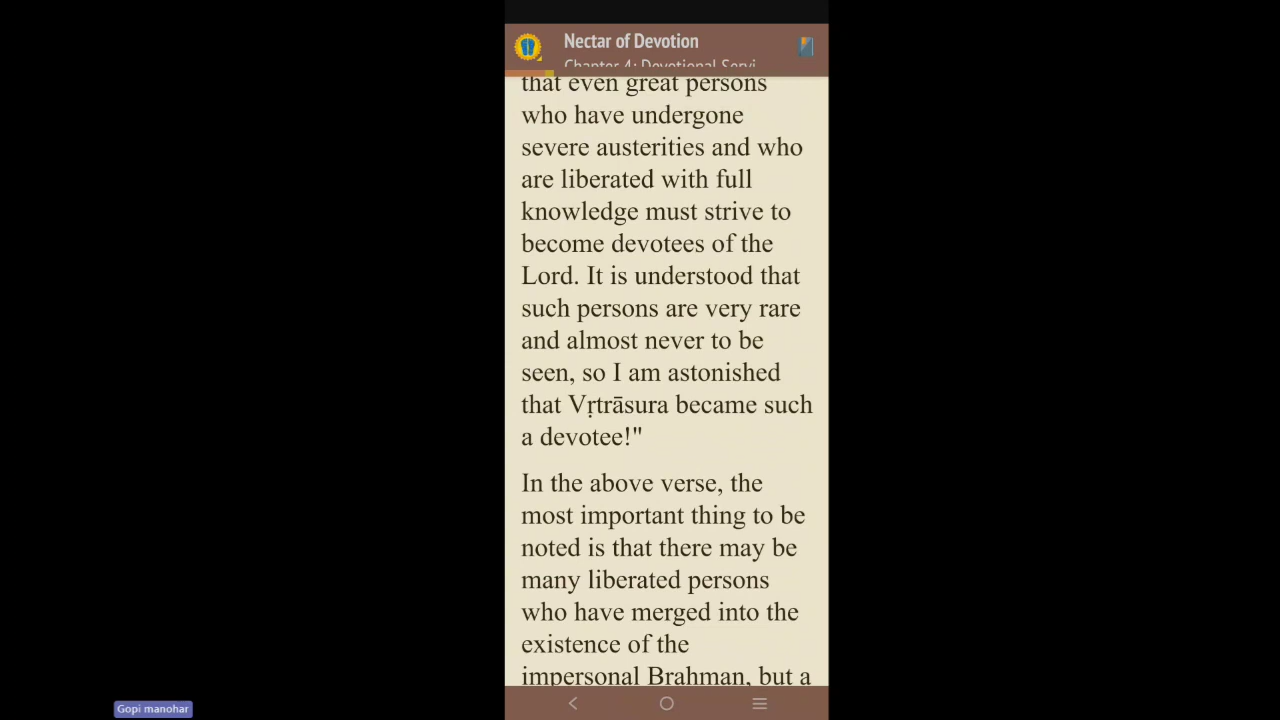 Nectar of Devotion
Chapter 4: Devotional Servi
that even great persons
who have undergone
severe austerities and who
are liberated with full
knowledge must strive to
become devotees of the
Lord. It is understood that
such persons are very rare
and almost never to be
seen, so I am astonished
that Vṛtrāsura became such
a devotee!"
In the above verse, the
most important thing to be
noted is that there may be
many liberated persons
who have merged into the
existence of the
impersonal Brahman, but a
Gopi manohar